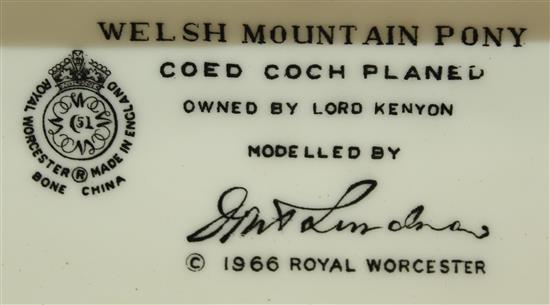 WELSH MOUNTAIN PONY
COED COCH PLANED
OWNED BY LORD KENYON
MODELLED BY
© 1966 ROYAL WORCESTER
ROYAL WORCESTER ® MADE IN ENGLAND
51
BONE CHINA